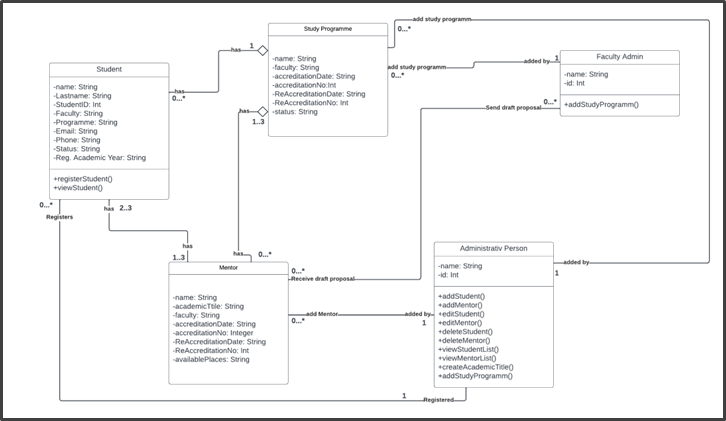 add study programm
0...*
Study Programme
-name: String
-faculty: String
-accreditationDate: String
-accreditationNo:Int
-ReAccreditationDate: String
-ReAccreditationNo: Int
-status: String
1
has
add study programm
0...*
added by
1
Faculty Admin
-name: String
-id: Int
+addStudyProgramm()
Student
-name: String
-Lastname: String
-StudentID: Int
-Faculty: String
-Programme: String
-Email: String
-Phone: String
-Status: String
-Reg. Academic Year: String
+registerStudent()
+viewStudent()
has
0...*
has
1..3
0...*
Send draft proposal
0...*
Registers
has
2..3
has
1..3
has
0...*
Mentor
-name: String
-academicTtile: String
-faculty: String
-accreditationDate: String
-accreditationNo: Integer
-ReAccreditationDate: String
-ReAccreditationNo: Int
-availablePlaces: String
0...*
Receive draft proposal
add Mentor
0...*
added by
1
Administrativ Person
-name: String
-id: Int
+addStudent()
+addMentor()
+editStudent()
+editMentor()
+deleteStudent()
+deleteMentor()
+viewStudentList()
+viewMentorList()
+createAcademicTitle()
+addStudyProgramm()
added by
1
1
Registered